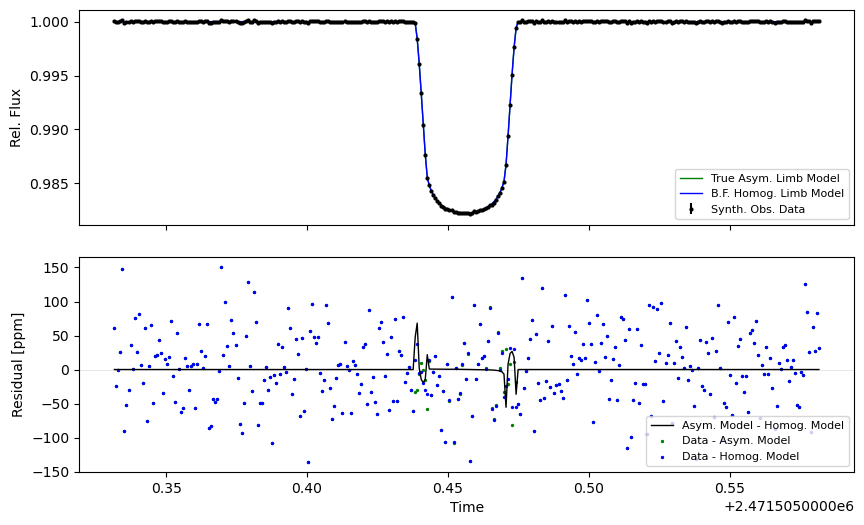 1.000
0.995
0.990
0.985
Rel. Flux
True Asym. Limb Model
B.F. Homog. Limb Model
Synth. Obs. Data
150
100
50
0
−50
−100
−150
Residual [ppm]
Asym. Model - Homog. Model
Data - Asym. Model
Data - Homog. Model
0.35 0.40 0.45 0.50 0.55
Time
+2.4715050000e6